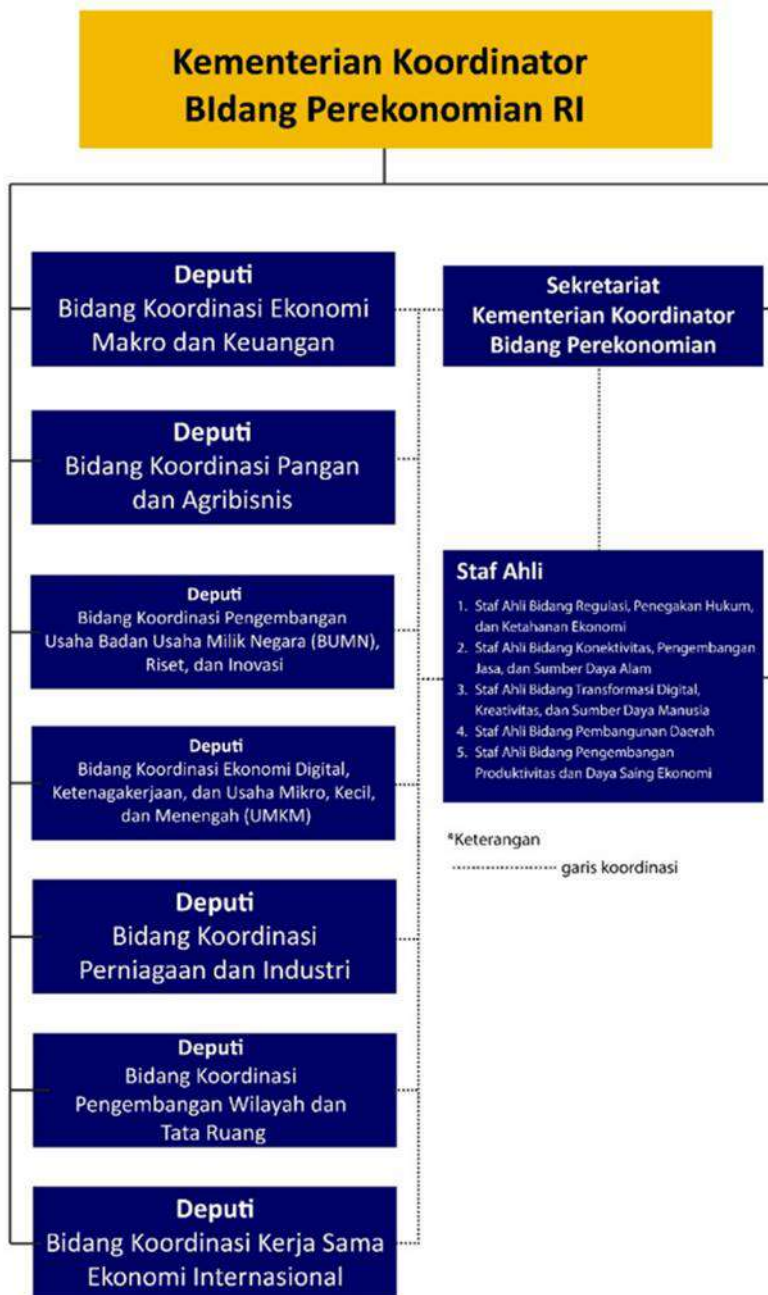 Kementerian Koordinator
BIdang Perekonomian RI
Deputi
Bidang Koordinasi Ekonomi
Makro dan Keuangan
Sekretariat
Kementerian Koordinator
Bidang Perekonomian
Deputi
Bidang Koordinasi Pangan
dan Agribisnis
Deputi
Bidang Koordinasi Pengembangan
Usaha Badan Usaha Milik Negara (BUMN),
Riset, dan Inovasi
Staf Ahli
1. Staf Ahli Bidang Regulasi, Penegakan Hukum,
dan Ketahanan Ekonomi
2. Staf Ahli Bidang Konektivitas, Pengembangan
Jasa, dan Sumber Daya Alam
3. Staf Ahli Bidang Transformasi Digital,
Kreativitas, dan Sumber Daya Manusia
4. Staf Ahli Bidang Pembangunan Daerah
5. Staf Ahli Bidang Pengembangan
Produktivitas dan Daya Saing Ekonomi
Deputi
Bidang Koordinasi Ekonomi Digital,
Ketenagakerjaan, dan Usaha Mikro, Kecil,
dan Menengah (UMKM)
*Keterangan
garis koordinasi
Deputi
Bidang Koordinasi
Perniagaan dan Industri
Deputi
Bidang Koordinasi
Pengembangan Wilayah dan
Tata Ruang
Deputi
Bidang Koordinasi Kerja Sama
Ekonomi Internasional